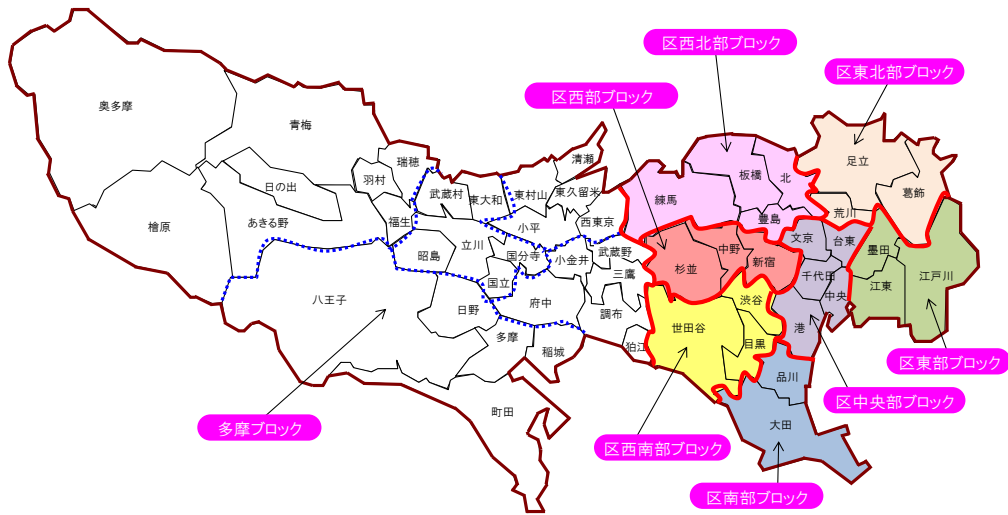 区西北部ブロック
区東北部ブロック
区西部ブロック
奥多摩
青梅
瑞穂
清瀬
足立
羽村
日の出
武蔵村
東大和
東村山
東久留米
板橋
北
練馬
葛飾
檜原
あきる野
福生
小平
西東京
豊島
荒川
立川
昭島
国分寺
小金井
武蔵野
中野
新宿
文京
台東
墨田
杉並
三鷹
千代田
江戸川
江東
八王子
国立
日野
府中
調布
渋谷
中央
世田谷
港
多摩
稲城
狛江
目黒
品川
区東部ブロック
町田
大田
区中央部ブロック
多摩ブロック
区西南部ブロック
区南部ブロック